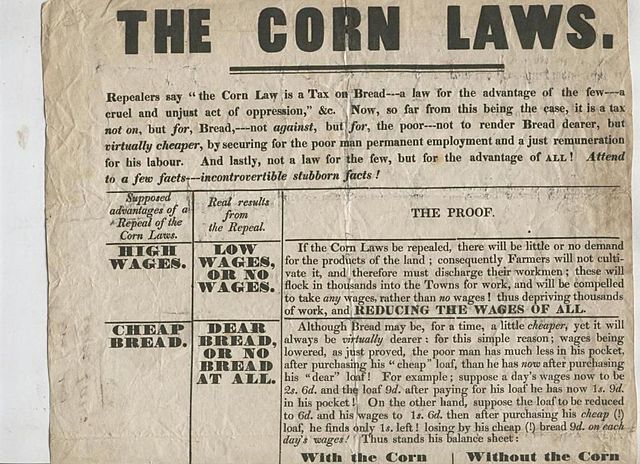 THE CORN LAWS.
Repealers say "the Corn Law is a Tax on Bread---a law for the advantage of the few---a
cruel and unjust act of oppression," &c. Now, so far from this being the case, it is a tax
not on, but for, Bread,---not against, but for, the poor---not to render Bread dearer, but
virtually cheaper, by securing for the poor man permanent employment and a just remuneration
for his labour. And lastly, not a law for the few, but for the advantage of ALL! Attend
to a few facts---incontrovertible stubborn facts!
Supposed
advantages of a
Repeal of the
Corn Laws.
Real results
from
the Repeal.
THE PROOF.
HIGH
WAGES.
LOW
WAGES,
OR NO
WAGES.
If the Corn Laws be repealed, there will be little or no demand
for the products of the land; consequently Farmers will not culti-
vate it, and therefore must discharge their workmen; these will
flock in thousands into the Towns for work, and will be compelled
to take any wages, rather than no wages! thus depriving thousands
of work, and REDUCING THE WAGES OF ALL.
CHEAP
BREAD.
DEAR
BREAD,
OR NO
BREAD
AT ALL.
Although Bread may be, for a time, a little cheaper, yet it will
always be virtually dearer: for this simple reason; wages being
lowered, as just proved, the poor man has much less in his pocket,
after purchasing his "cheap" loaf, than he has now after purchasing
his "dear" loaf! For example; suppose a day's wages now to be
2s. 6d. and the loaf 9d. after paying for his loaf he has now 1s. 9d.
in his pocket! On the other hand, suppose the loaf to be reduced
to 6d. and his wages to 1s. 6d. then after purchasing his cheap (!)
loaf, he finds only 1s. left! losing by his cheap (!) bread 9d. on each
day's wages! Thus stands his balance sheet:
With the Corn
Without the Corn